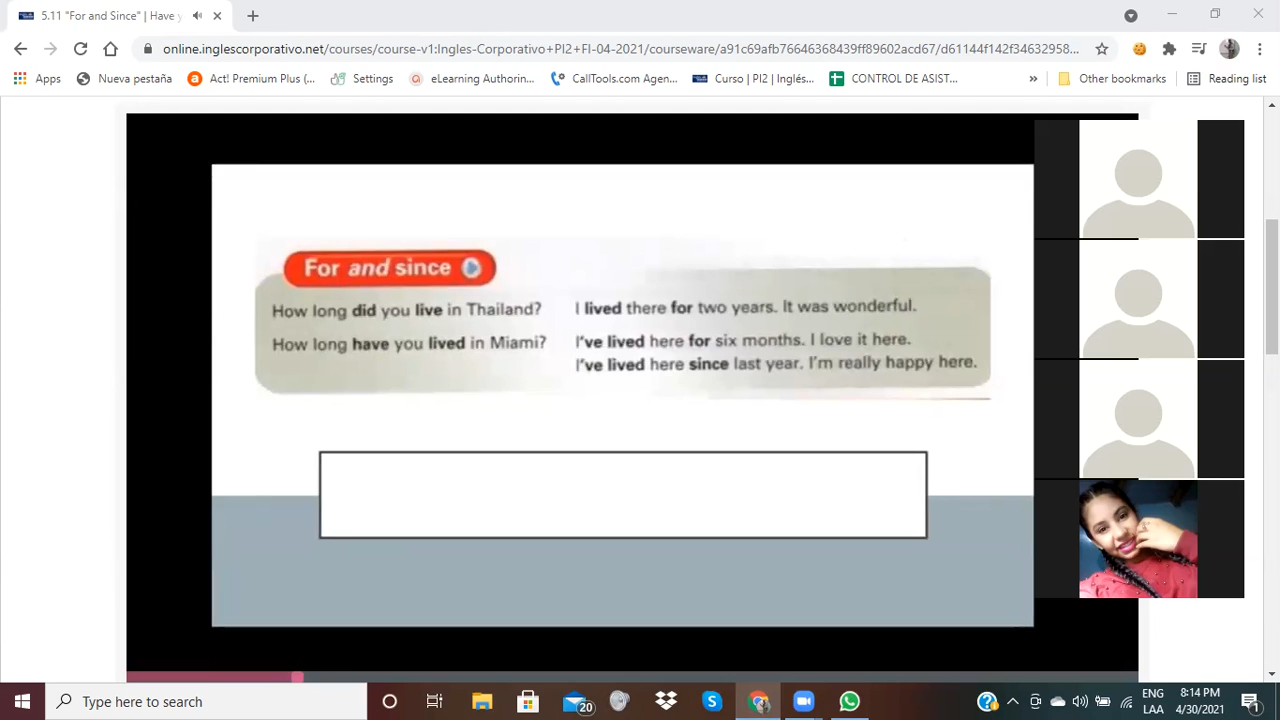 5.11 "For and Since" | Have y
online.inglescorporativo.net/courses/course-v1:Ingles-Corporativo+PI2+FI-04-2021/courseware/a91c69afb76646368439ff89602acd67/d61144f142f34632958...
Apps Nueva pestaña Act! Premium Plus (... Settings eLearning Authorin... CallTools.com Agen... Curso | PI2 | Inglés... CONTROL DE ASIST... » Other bookmarks Reading list
For and since
How long did you live in Thailand? I lived there for two years. It was wonderful.
How long have you lived in Miami? I've lived here for six months. I love it here.
I've lived here since last year. I'm really happy here.
Type here to search
20
ENG
LAA
8:14 PM
4/30/2021
1